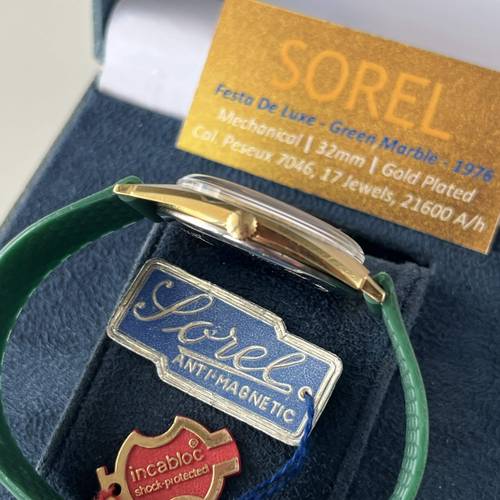 SOREL
Festa De Luxe - Green Marble - 1976
Mechanical | 32mm | Gold Plated
Cal. Peseux 7046, 17 Jewels, 21600 A/h
Sorel
ANTI-MAGNETIC
incabloc®
shock-protected